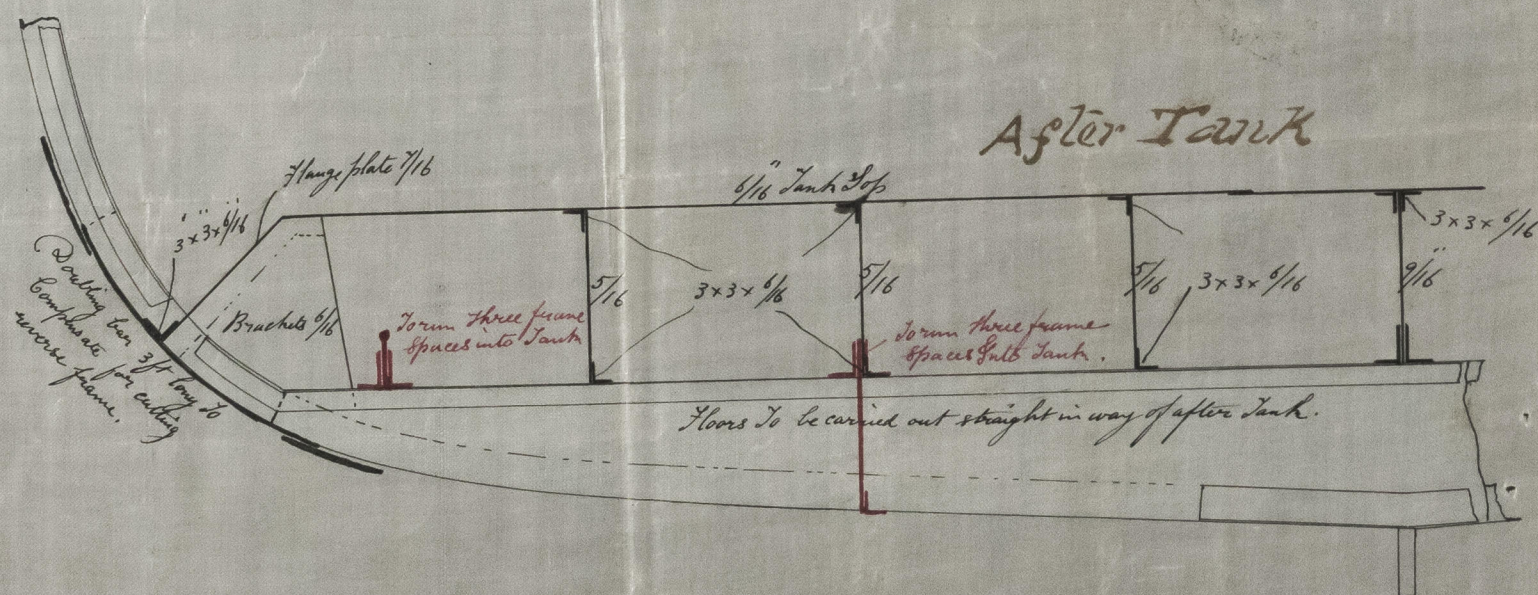 After Tank
Flange plate 7/16
6/16" Tank Top
3 x 3 x 6/16
3 x 3 x 6/16
Doubling bar 3ft long to
Compensate for cutting
reverse frame.
Brackets 6/16
To run three frame
Spaces into Tank
5/16
3 x 3 x 6/16
5/16
To run three frame
Spaces Into Tank.
5/16
3 x 3 x 6/16
9/16"
Floors To be carried out straight in way of after Tank.